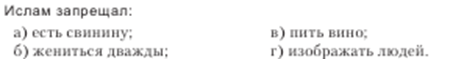 Ислам запрещал:
а) есть свинину; в) пить вино;
б) жениться дважды; г) изображать людей.